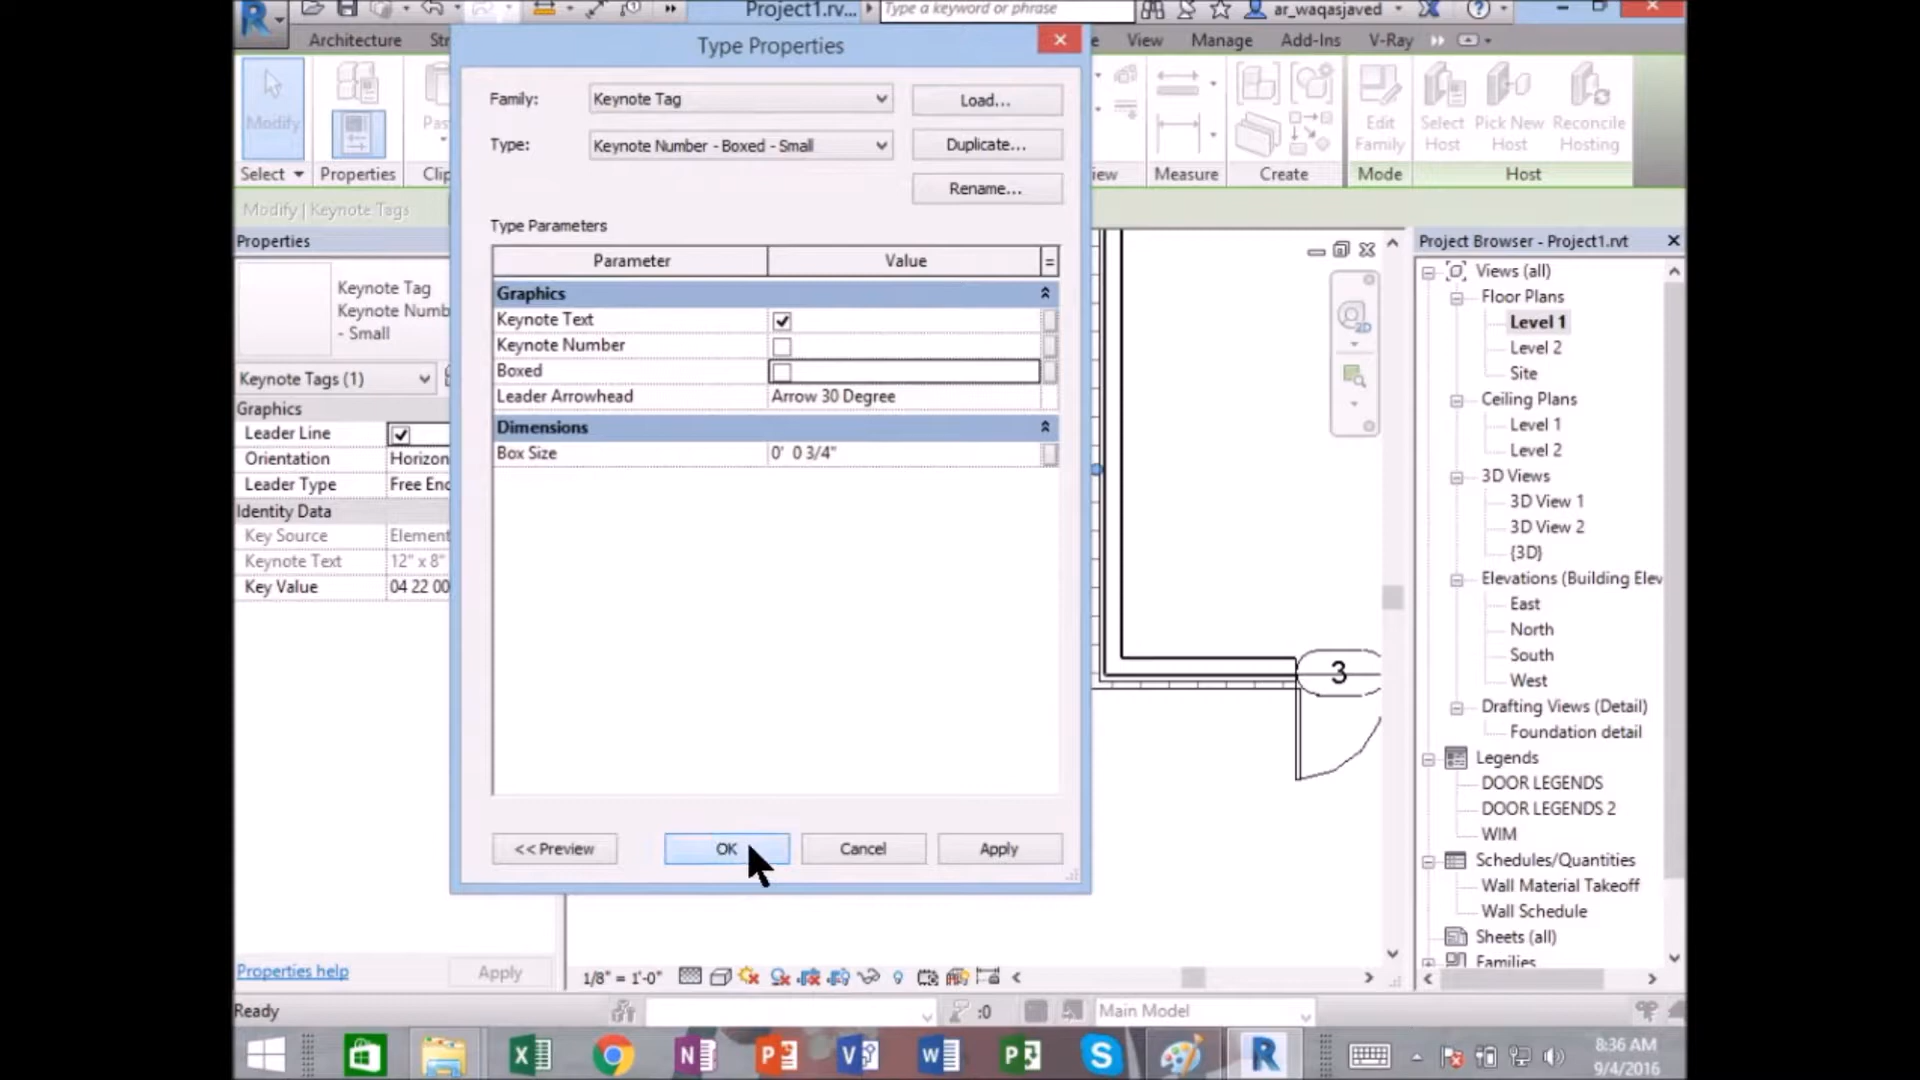 Project1.rv...
Type a keyword or phrase
ar_waqasjaved
Architecture
View
Manage
Add-Ins
V-Ray
Type Properties
Family:
Keynote Tag
Load...
Type:
Keynote Number - Boxed - Small
Duplicate...
Rename...
Type Parameters
Parameter
Value
=
Graphics
Keynote Text
Keynote Number
Boxed
Leader Arrowhead
Arrow 30 Degree
Dimensions
Box Size
0' 0 3/4"
<< Preview
OK
Cancel
Apply
Modify
Select
Properties
Modify | Keynote Tags
Measure
Create
Edit Family
Mode
Select Host
Pick New Host
Reconcile Hosting
Host
Properties
Keynote Tag
Keynote Numb
- Small
Keynote Tags (1)
Graphics
Leader Line
Orientation
Horizon
Leader Type
Free End
Identity Data
Key Source
Element
Keynote Text
12" x 8"
Key Value
04 22 00
Properties help
Apply
2D
3
Project Browser - Project1.rvt
Views (all)
Floor Plans
Level 1
Level 2
Site
Ceiling Plans
Level 1
Level 2
3D Views
3D View 1
3D View 2
{3D}
Elevations (Building Elev
East
North
South
West
Drafting Views (Detail)
Foundation detail
Legends
DOOR LEGENDS
DOOR LEGENDS 2
WIM
Schedules/Quantities
Wall Material Takeoff
Wall Schedule
Sheets (all)
Families
1/8" = 1'-0"
Ready
:0
Main Model
8:36 AM
9/4/2016